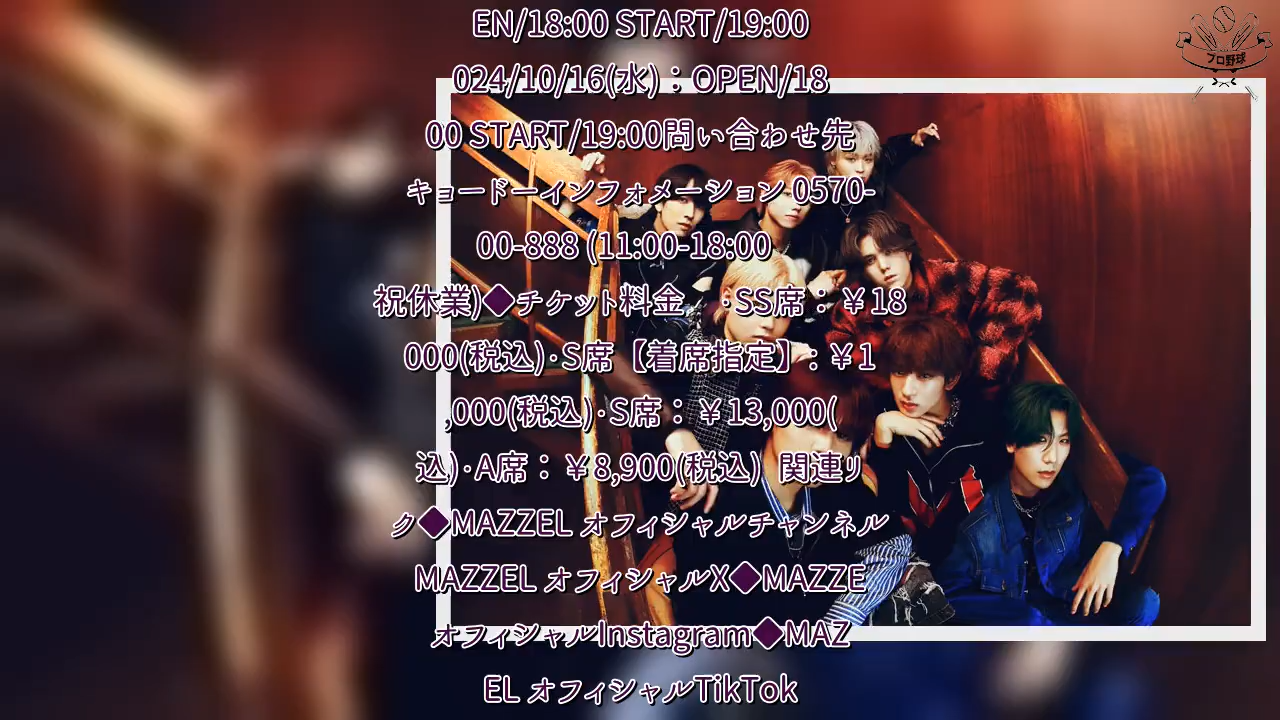 EN/18:00 START/19:00
プロ野球
024/10/16(水)：OPEN/18
00 START/19:00問い合わせ先
キョードーインフォメーション 0570-
00-888 (11:00-18:00
祝休業)◆チケット料金 ･SS席：￥18
000(税込)･S席【着席指定】：￥1
,000(税込)･S席：￥13,000(
込)･A席：￥8,900(税込) 関連リ
ク◆MAZZEL オフィシャルチャンネル
MAZZEL オフィシャルX◆MAZZE
オフィシャルInstagram◆MAZ
EL オフィシャルTikTok